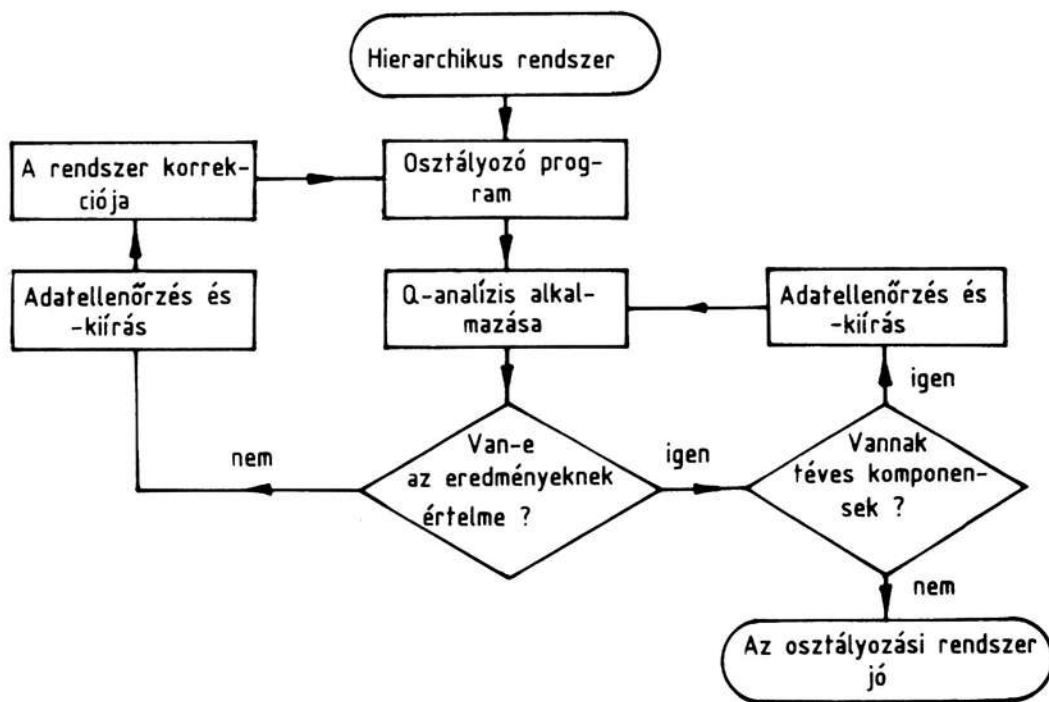 Hierarchikus rendszer
A rendszer korrek-
ciója
Osztályozó prog-
ram
Adatellenőrzés és
-kiírás
Q-analízis alkal-
mazása
Adatellenőrzés és
-kiírás
igen
nem
Van-e
az eredményeknek
értelme ?
igen
Vannak
téves komponen-
sek ?
nem
Az osztályozási rendszer
jó